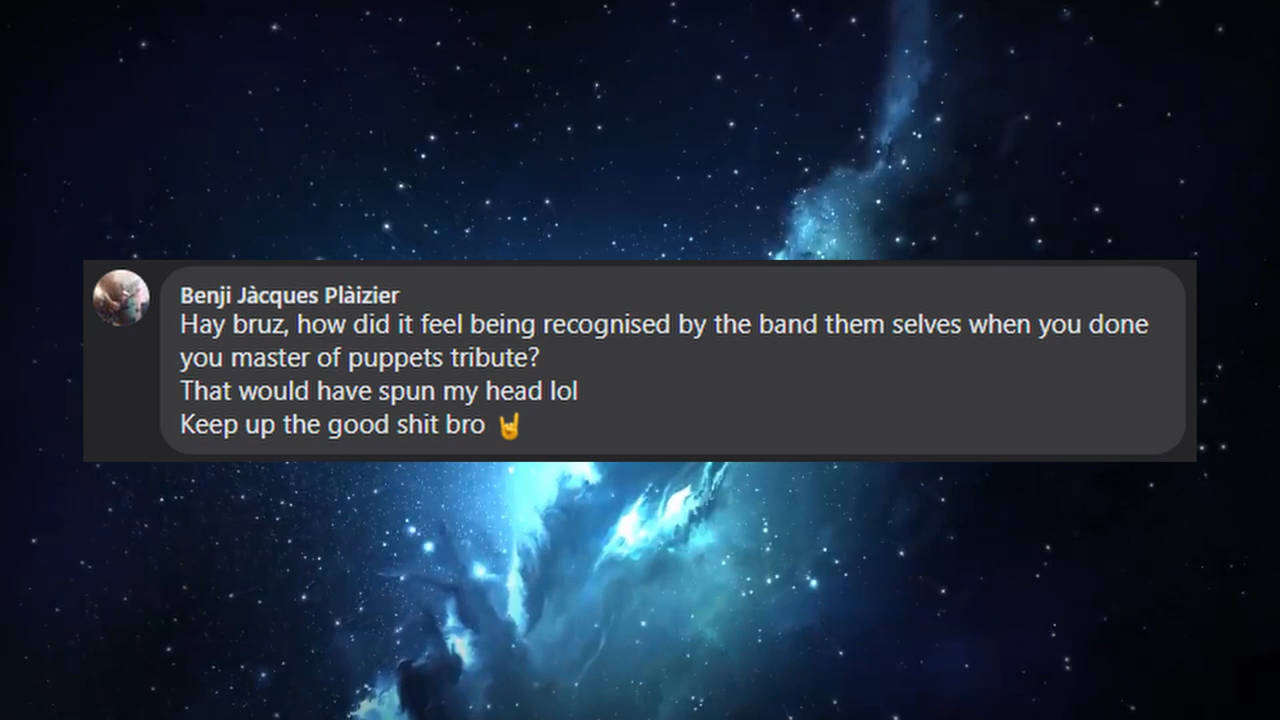 Benji Jàcques Plàizier
Hay bruz, how did it feel being recognised by the band them selves when you done
you master of puppets tribute?
That would have spun my head lol
Keep up the good shit bro 🤘